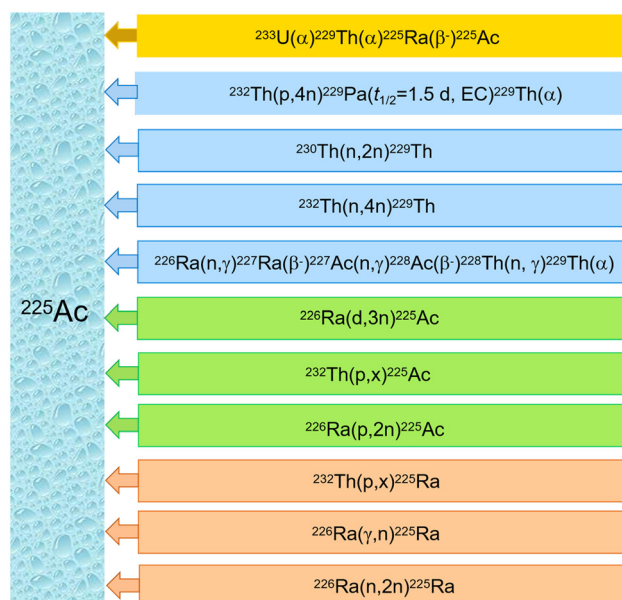 ²³³U(α)²²⁹Th(α)²²⁵Ra(β⁻)²²⁵Ac
²³²Th(p,4n)²²⁹Pa(t₁/₂=1.5 d, EC)²²⁹Th(α)
²³⁰Th(n,2n)²²⁹Th
²³²Th(n,4n)²²⁹Th
²²⁶Ra(n,γ)²²⁷Ra(β⁻)²²⁷Ac(n,γ)²²⁸Ac(β⁻)²²⁸Th(n, γ)²²⁹Th(α)
²²⁵Ac
²²⁶Ra(d,3n)²²⁵Ac
²³²Th(p,x)²²⁵Ac
²²⁶Ra(p,2n)²²⁵Ac
²³²Th(p,x)²²⁵Ra
²²⁶Ra(γ,n)²²⁵Ra
²²⁶Ra(n,2n)²²⁵Ra